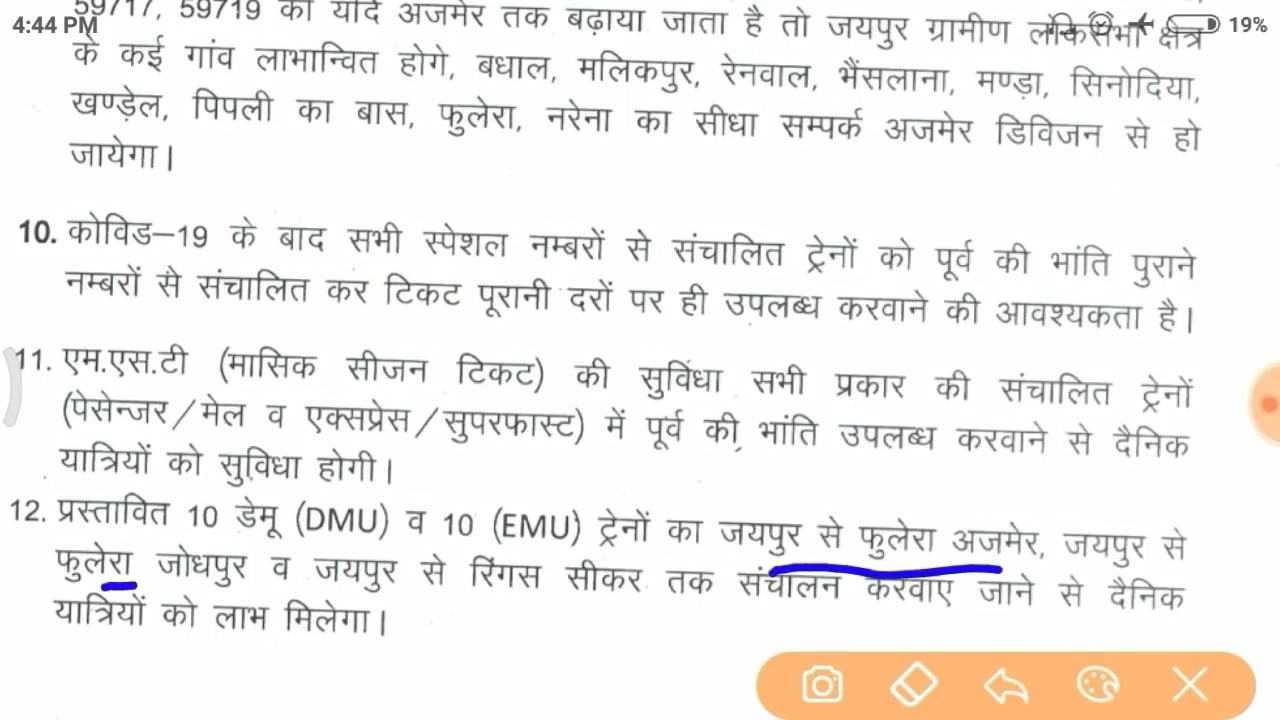 59717, 59719 को यदि अजमेर तक बढ़ाया जाता है तो जयपुर ग्रामीण लोकसभा क्षेत्र
4:44 PM 19%
के कई गांव लाभान्वित होगे, बधाल, मलिकपुर, रेनवाल, भैंसलाना, मण्डा, सिनोदिया,
खण्डेल, पिपली का बास, फुलेरा, नरेना का सीधा सम्पर्क अजमेर डिविजन से हो
जायेगा।
10. कोविड–19 के बाद सभी स्पेशल नम्बरों से संचालित ट्रेनों को पूर्व की भांति पुराने
नम्बरों से संचालित कर टिकट पूरानी दरों पर ही उपलब्ध करवाने की आवश्यकता है।
11. एम.एस.टी (मासिक सीजन टिकट) की सुविधा सभी प्रकार की संचालित ट्रेनों
(पेसेन्जर/मेल व एक्सप्रेस/सुपरफास्ट) में पूर्व की भांति उपलब्ध करवाने से दैनिक
यात्रियों को सुविधा होगी।
12. प्रस्तावित 10 डेमू (DMU) व 10 (EMU) ट्रेनों का जयपुर से फुलेरा अजमेर, जयपुर से
फुलेरा जोधपुर व जयपुर से रिंगस सीकर तक संचालन करवाए जाने से दैनिक
यात्रियों को लाभ मिलेगा।